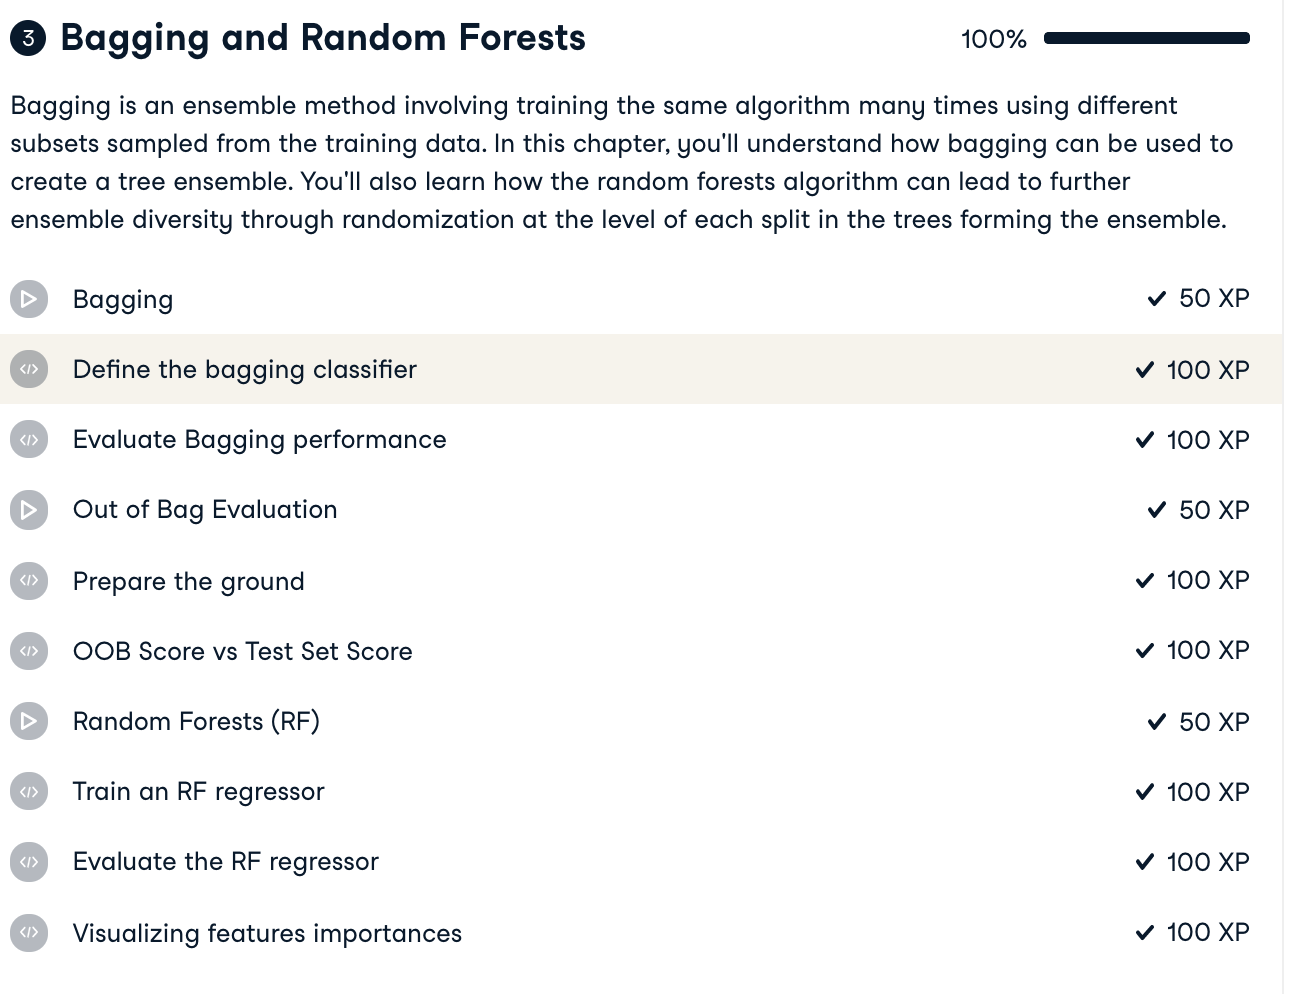 3 Bagging and Random Forests 100%
Bagging is an ensemble method involving training the same algorithm many times using different
subsets sampled from the training data. In this chapter, you'll understand how bagging can be used to
create a tree ensemble. You'll also learn how the random forests algorithm can lead to further
ensemble diversity through randomization at the level of each split in the trees forming the ensemble.
Bagging 50 XP
Define the bagging classifier 100 XP
Evaluate Bagging performance 100 XP
Out of Bag Evaluation 50 XP
Prepare the ground 100 XP
OOB Score vs Test Set Score 100 XP
Random Forests (RF) 50 XP
Train an RF regressor 100 XP
Evaluate the RF regressor 100 XP
Visualizing features importances 100 XP